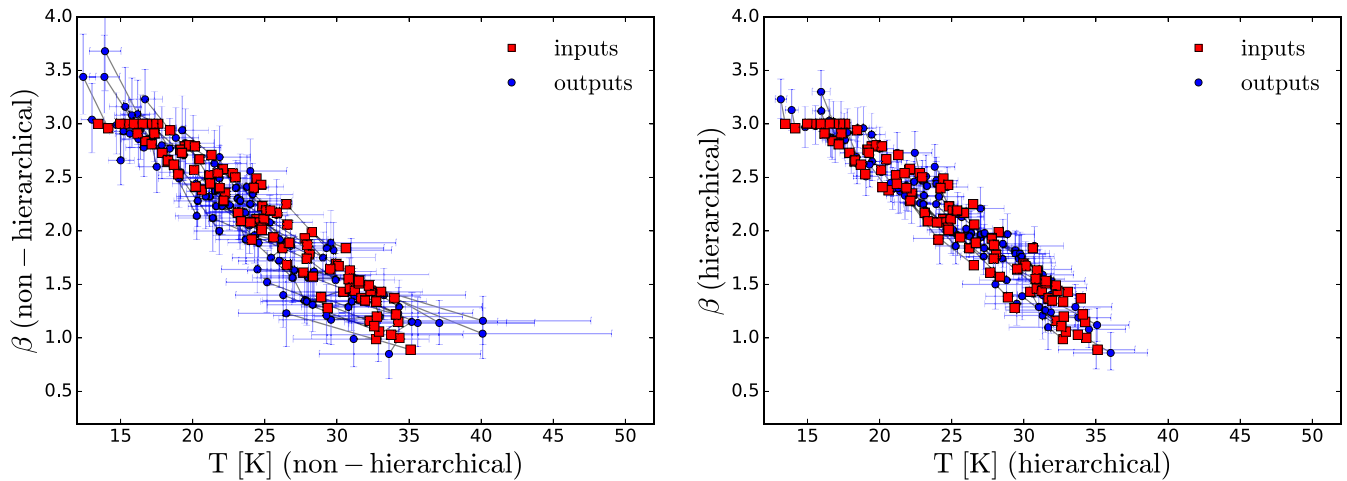 4.0
3.5
3.0
2.5
2.0
1.5
1.0
0.5
β (non − hierarchical)
inputs
outputs
15 20 25 30 35 40 45 50
T [K] (non − hierarchical)
4.0
3.5
3.0
2.5
2.0
1.5
1.0
0.5
β (hierarchical)
inputs
outputs
15 20 25 30 35 40 45 50
T [K] (hierarchical)